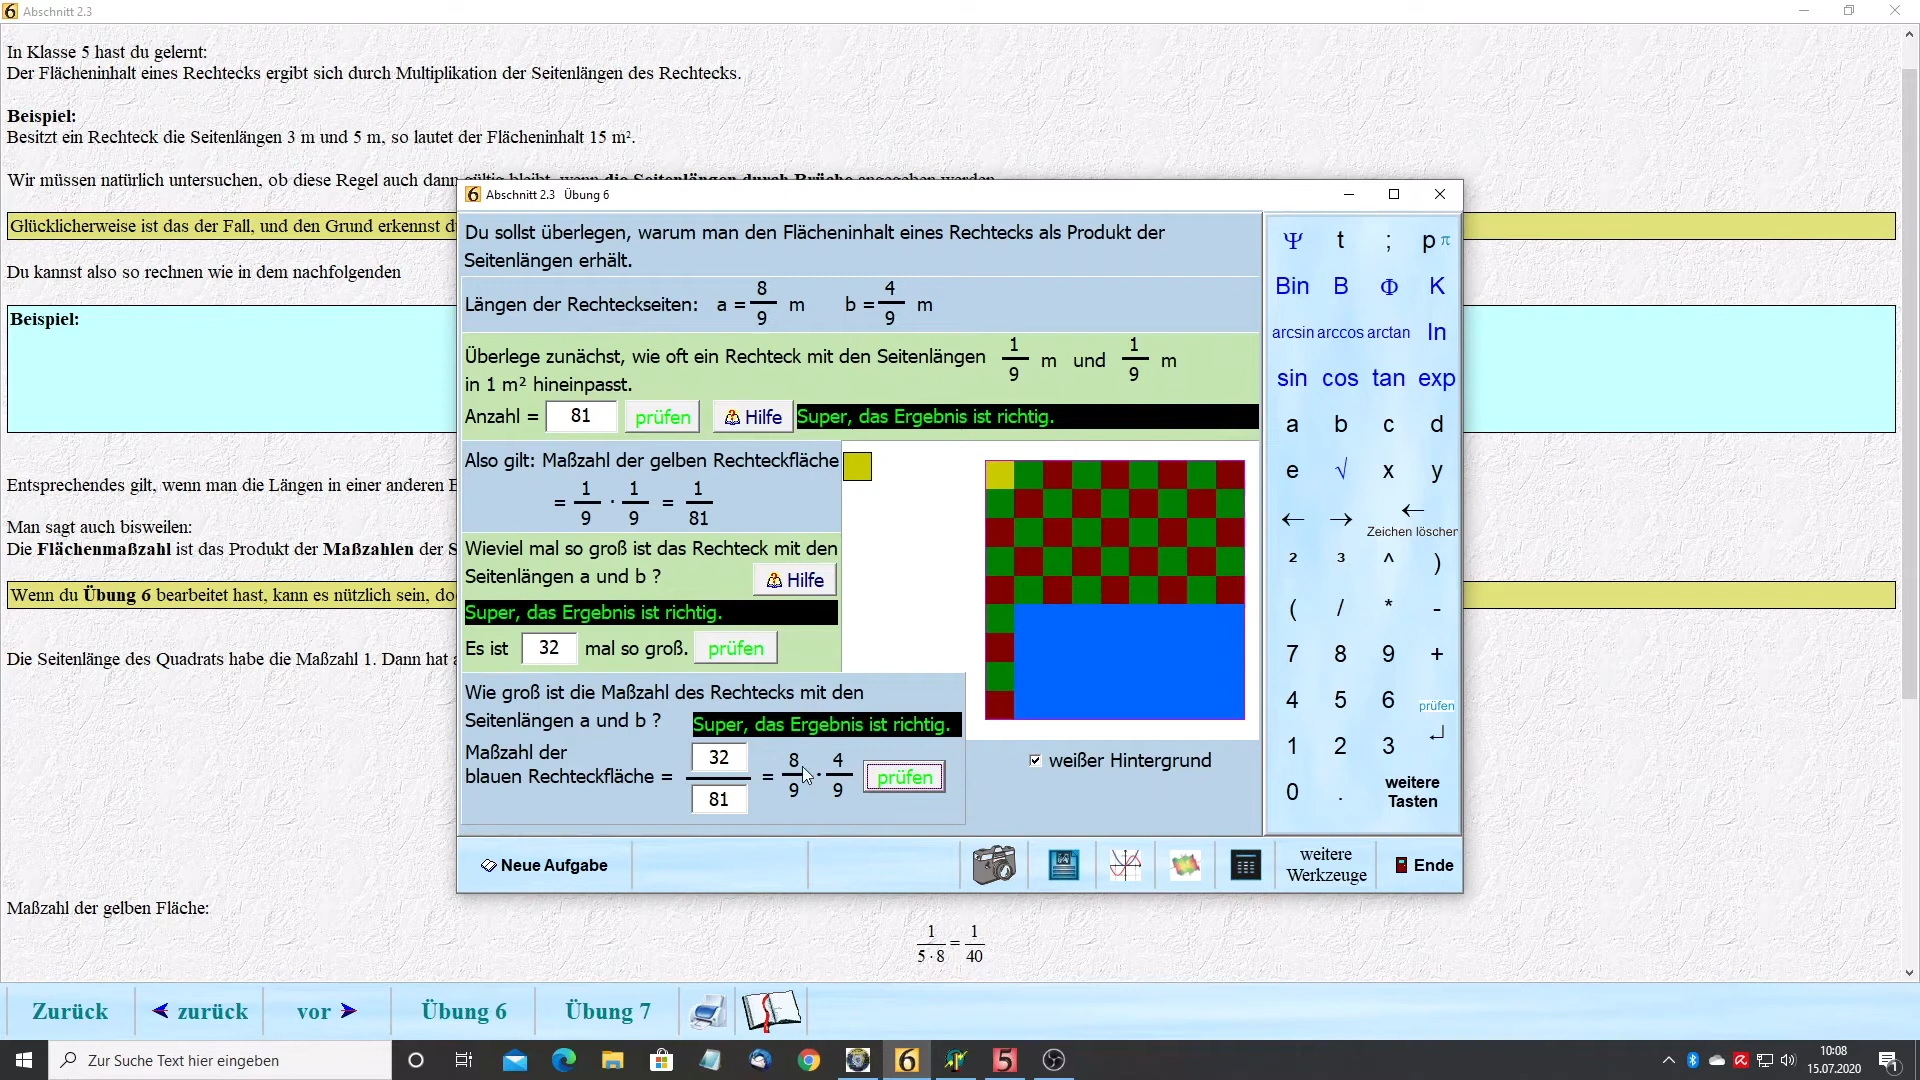 Abschnitt 2.3
In Klasse 5 hast du gelernt:
Der Flächeninhalt eines Rechtecks ergibt sich durch Multiplikation der Seitenlängen des Rechtecks.
Beispiel:
Besitzt ein Rechteck die Seitenlängen 3 m und 5 m, so lautet der Flächeninhalt 15 m².
Wir müssen natürlich untersuchen, ob diese Regel auch dann gültig bleibt, wenn die Seitenlängen durch Brüche angegeben werden
Glücklicherweise ist das der Fall, und den Grund erkennst d
Du kannst also so rechnen wie in dem nachfolgenden
Beispiel:
Entsprechendes gilt, wenn man die Längen in einer anderen E
Man sagt auch bisweilen:
Die Flächenmaßzahl ist das Produkt der Maßzahlen der S
Wenn du Übung 6 bearbeitet hast, kann es nützlich sein, do
Die Seitenlänge des Quadrats habe die Maßzahl 1. Dann hat a
Maßzahl der gelben Fläche:
1/(5·8) = 1/40
Abschnitt 2.3 Übung 6
Du sollst überlegen, warum man den Flächeninhalt eines Rechtecks als Produkt der
Seitenlängen erhält.
Längen der Rechteckseiten: a = 8/9 m b = 4/9 m
Überlege zunächst, wie oft ein Rechteck mit den Seitenlängen 1/9 m und 1/9 m
in 1 m² hineinpasst.
Anzahl = 81 prüfen Hilfe Super, das Ergebnis ist richtig.
Also gilt: Maßzahl der gelben Rechteckfläche
= 1/9 · 1/9 = 1/81
Wieviel mal so groß ist das Rechteck mit den
Seitenlängen a und b ? Hilfe
Super, das Ergebnis ist richtig.
Es ist 32 mal so groß. prüfen
Wie groß ist die Maßzahl des Rechtecks mit den
Seitenlängen a und b ? Super, das Ergebnis ist richtig.
Maßzahl der
blauen Rechteckfläche = 32/81 = 8/9 · 4/9 prüfen
weißer Hintergrund
Ψ t ; p π
Bin B Φ K
arcsin arccos arctan ln
sin cos tan exp
a b c d
e √ x y
← → ←
Zeichen löschen
² ³ ^ )
( / * -
7 8 9 +
4 5 6 prüfen
1 2 3 ↵
0 . weitere
Tasten
Neue Aufgabe
weitere
Werkzeuge
Ende
Zurück zurück vor Übung 6 Übung 7
Zur Suche Text hier eingeben
6 5
10:08
15.07.2020
1